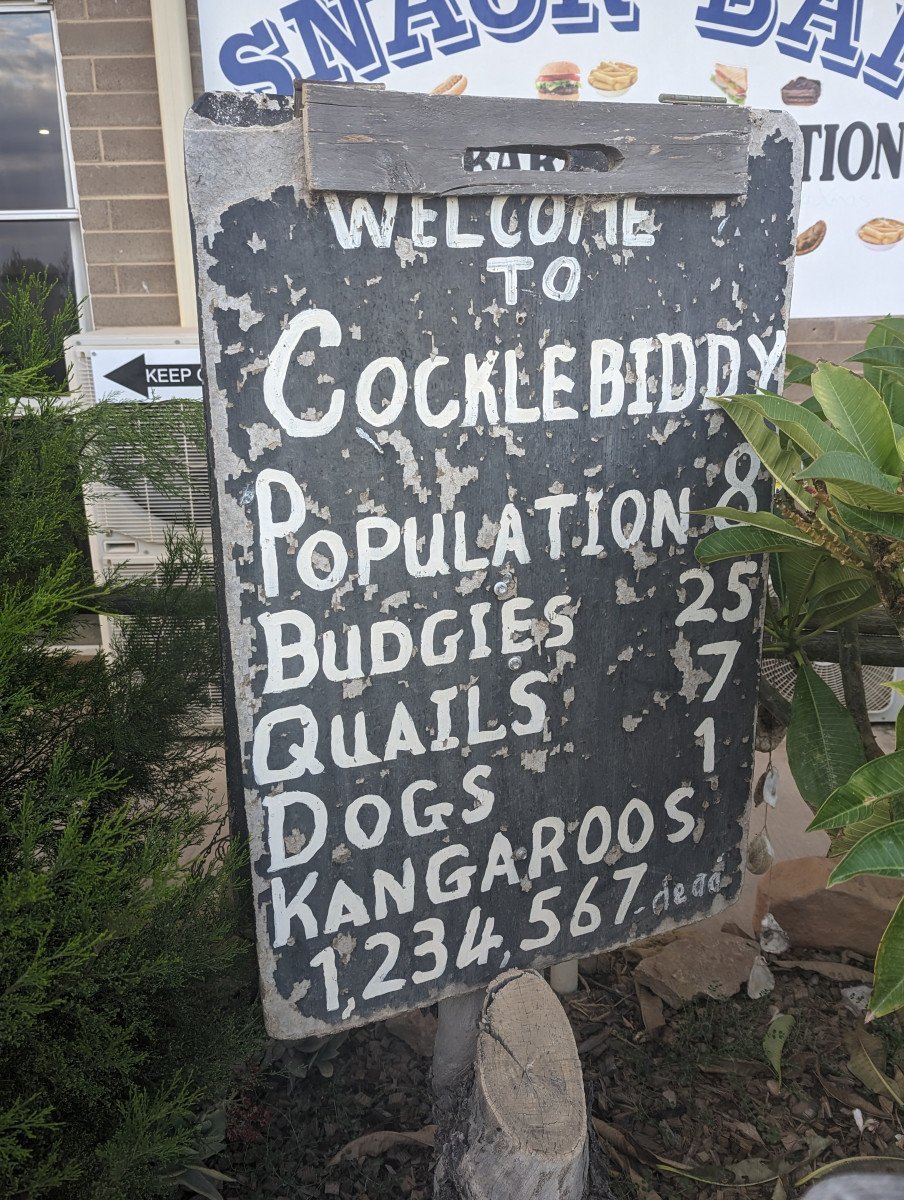 SNACK BAR
TION
KEEP
BAR
WELCOME
TO
COCKLEBIDDY
POPULATION 8
BUDGIES 25
QUAILS 7
DOGS 1
KANGAROOS
1,234,567-dead